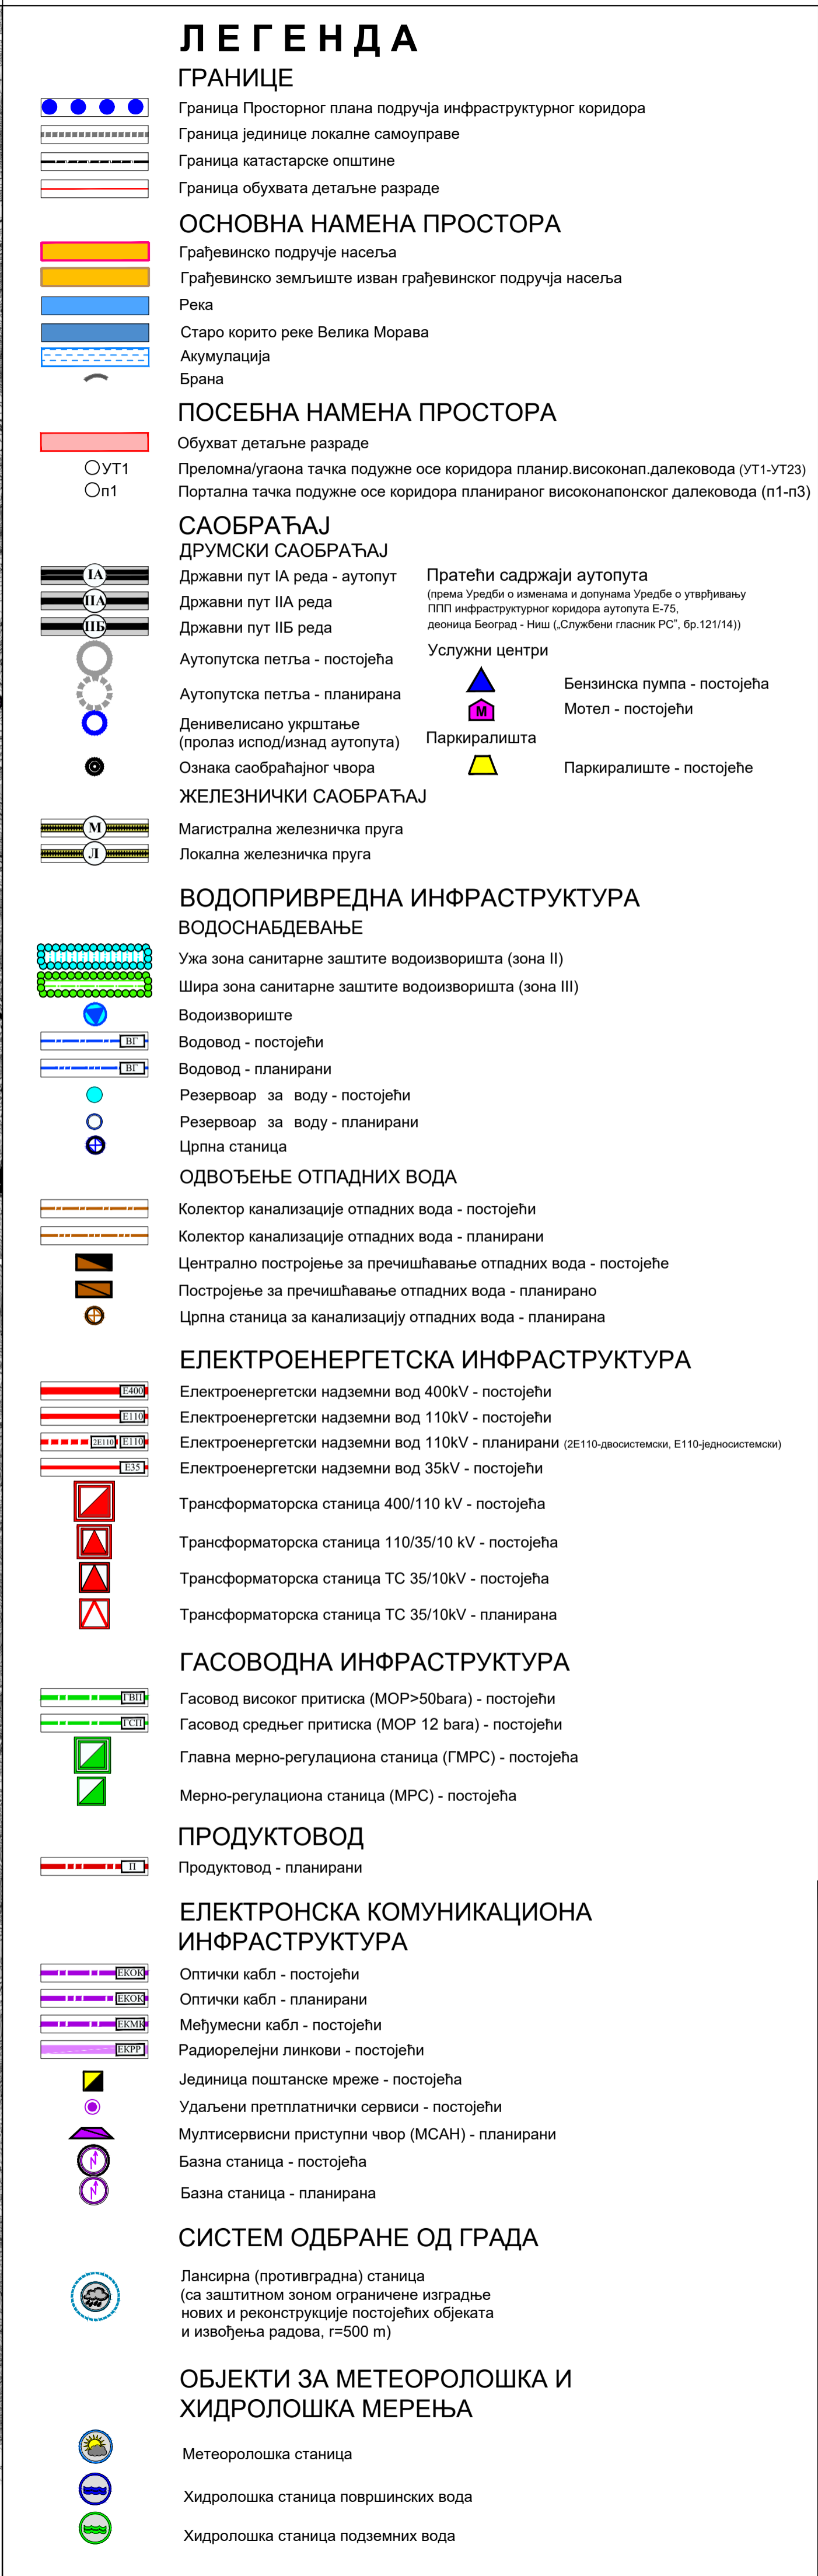 ЛЕГЕНДА
ГРАНИЦЕ
Граница Просторног плана подручја инфраструктурног коридора
Граница јединице локалне самоуправе
Граница катастарске општине
Граница обухвата детаљне разраде
ОСНОВНА НАМЕНА ПРОСТОРА
Грађевинско подручје насеља
Грађевинско земљиште изван грађевинског подручја насеља
Река
Старо корито реке Велика Морава
Акумулација
Брана
ПОСЕБНА НАМЕНА ПРОСТОРА
Обухват детаљне разраде
УТ1 Преломна/угаона тачка подужне осе коридора планир.високонап.далековода (УТ1-УТ23)
п1 Портална тачка подужне осе коридора планираног високонапонског далековода (п1-п3)
САОБРАЋАЈ
ДРУМСКИ САОБРАЋАЈ
IA Државни пут IA реда - аутопут
IIA Државни пут IIA реда
IIБ Државни пут IIБ реда
Аутопутска петља - постојећа
Аутопутска петља - планирана
Денивелисано укрштање
(пролаз испод/изнад аутопута)
Ознака саобраћајног чвора
Пратећи садржаји аутопута
(према Уредби о изменама и допунама Уредбе о утврђивању
ППП инфраструктурног коридора аутопута Е-75,
деоница Београд - Ниш („Службени гласник РС”, бр.121/14))
Услужни центри
Бензинска пумпа - постојећа
М Мотел - постојећи
Паркиралишта
Паркиралиште - постојеће
ЖЕЛЕЗНИЧКИ САОБРАЋАЈ
М Магистрална железничка пруга
Л Локална железничка пруга
ВОДОПРИВРЕДНА ИНФРАСТРУКТУРА
ВОДОСНАБДЕВАЊЕ
Ужа зона санитарне заштите водоизворишта (зона II)
Шира зона санитарне заштите водоизворишта (зона III)
Водоизвориште
ВГ Водовод - постојећи
ВГ Водовод - планирани
Резервоар за воду - постојећи
Резервоар за воду - планирани
Црпна станица
ОДВОЂЕЊЕ ОТПАДНИХ ВОДА
Колектор канализације отпадних вода - постојећи
Колектор канализације отпадних вода - планирани
Централно постројење за пречишћавање отпадних вода - постојеће
Постројење за пречишћавање отпадних вода - планирано
Црпна станица за канализацију отпадних вода - планирана
ЕЛЕКТРОЕНЕРГЕТСКА ИНФРАСТРУКТУРА
Е400 Електроенергетски надземни вод 400kV - постојећи
Е110 Електроенергетски надземни вод 110kV - постојећи
2Е110 Е110 Електроенергетски надземни вод 110kV - планирани (2Е110-двосистемски, Е110-једносистемски)
Е35 Електроенергетски надземни вод 35kV - постојећи
Трансформаторска станица 400/110 kV - постојећа
Трансформаторска станица 110/35/10 kV - постојећа
Трансформаторска станица ТС 35/10kV - постојећа
Трансформаторска станица ТС 35/10kV - планирана
ГАСОВОДНА ИНФРАСТРУКТУРА
ГВП Гасовод високог притиска (MOP>50bara) - постојећи
ГСП Гасовод средњег притиска (MOP 12 bara) - постојећи
Главна мерно-регулациона станица (ГМРС) - постојећа
Мерно-регулациона станица (МРС) - постојећа
ПРОДУКТОВОД
П Продуктовод - планирани
ЕЛЕКТРОНСКА КОМУНИКАЦИОНА
ИНФРАСТРУКТУРА
ЕКОК Оптички кабл - постојећи
ЕКОК Оптички кабл - планирани
ЕКМК Међумесни кабл - постојећи
ЕКРР Радиорелејни линкови - постојећи
Јединица поштанске мреже - постојећа
Удаљени претплатнички сервиси - постојећи
Мултисервисни приступни чвор (МСАН) - планирани
Базна станица - постојећа
Базна станица - планирана
СИСТЕМ ОДБРАНЕ ОД ГРАДА
Лансирна (противградна) станица
(са заштитном зоном ограничене изградње
нових и реконструкције постојећих објеката
и извођења радова, r=500 m)
ОБЈЕКТИ ЗА МЕТЕОРОЛОШКА И
ХИДРОЛОШКА МЕРЕЊА
Метеоролошка станица
Хидролошка станица површинских вода
Хидролошка станица подземних вода